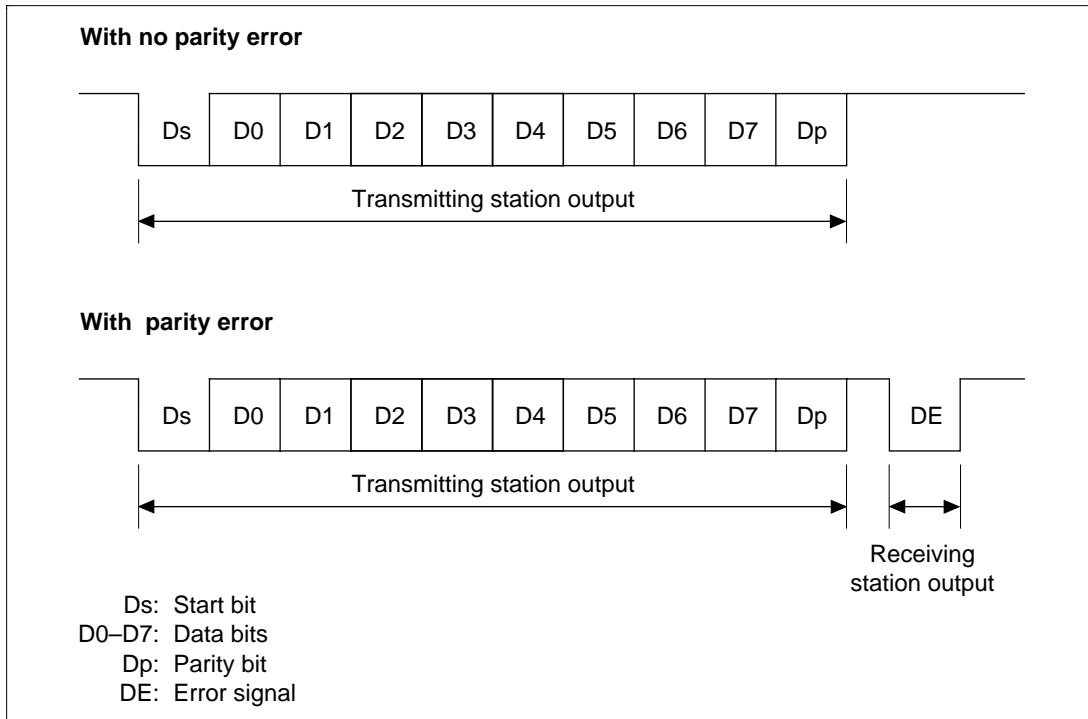 With no parity error
Ds D0 D1 D2 D3 D4 D5 D6 D7 Dp
Transmitting station output
With  parity error
Ds D0 D1 D2 D3 D4 D5 D6 D7 Dp DE
Transmitting station output
Receiving
station output
Ds: Start bit
D0–D7: Data bits
Dp: Parity bit
DE: Error signal